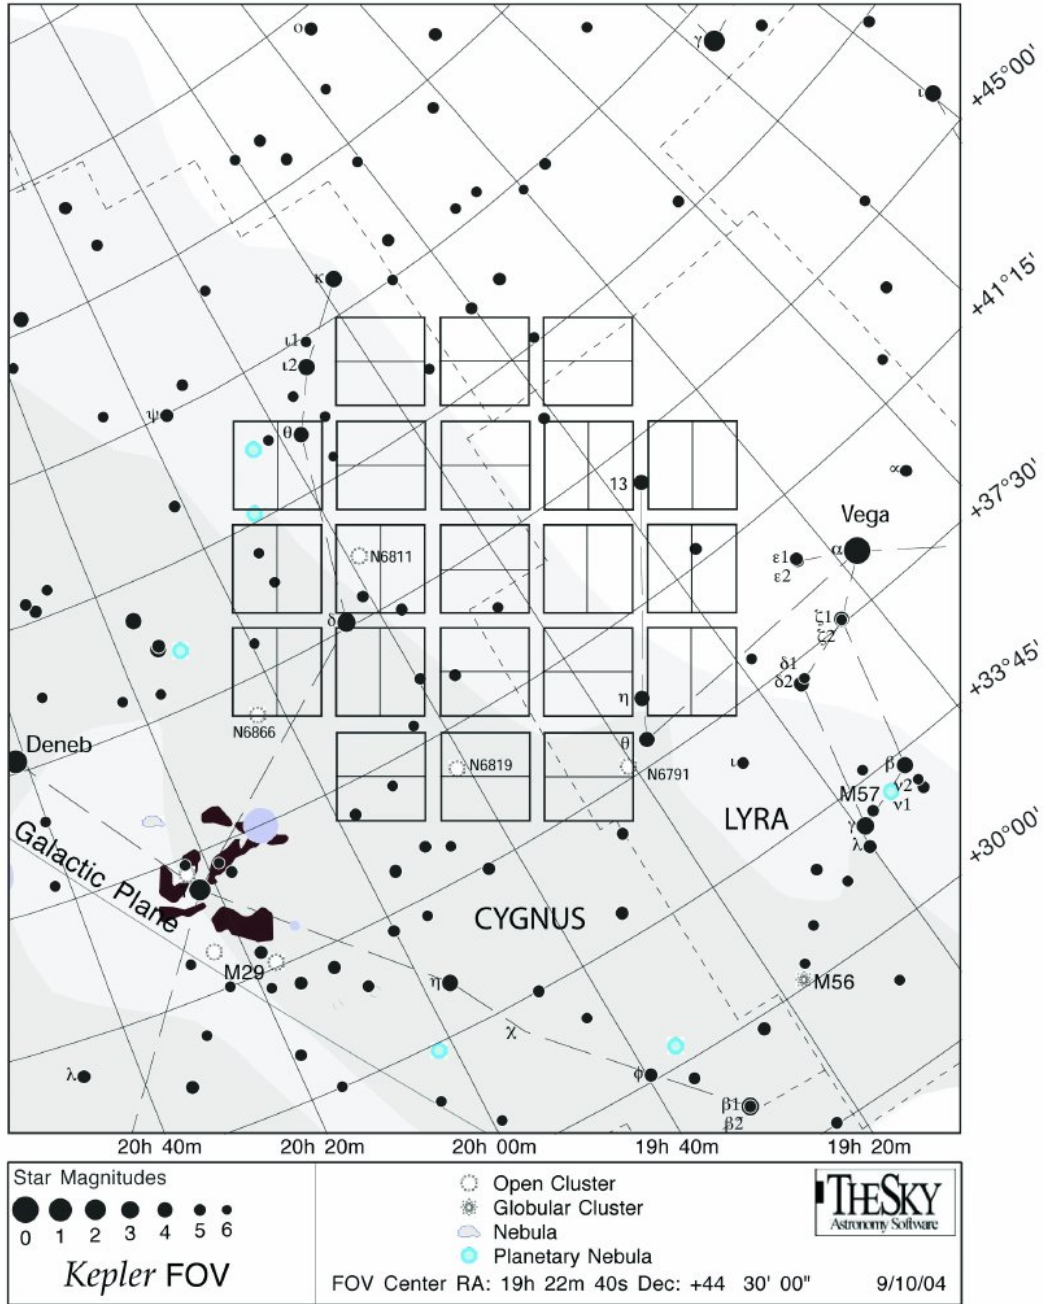 ο
γ
ι
+45°00'
κ
+41°15'
ι1
ι2
ψ
θ
13
α
+37°30'
Vega
α
N6811
ε1
ε2
δ
ζ1
ζ2
+33°45'
δ1
δ2
η
N6866
Deneb
θ
N6819
N6791
ι
β
ν2
M57
ν1
LYRA
γ
λ
+30°00'
Galactic Plane
CYGNUS
M29
η
M56
χ
λ
φ
β1
β2
20h 40m
20h 20m
20h 00m
19h 40m
19h 20m
Star Magnitudes
0 1 2 3 4 5 6
Kepler FOV
Open Cluster
Globular Cluster
Nebula
Planetary Nebula
THESKY
Astronomy Software
FOV Center RA: 19h 22m 40s Dec: +44 30' 00"
9/10/04